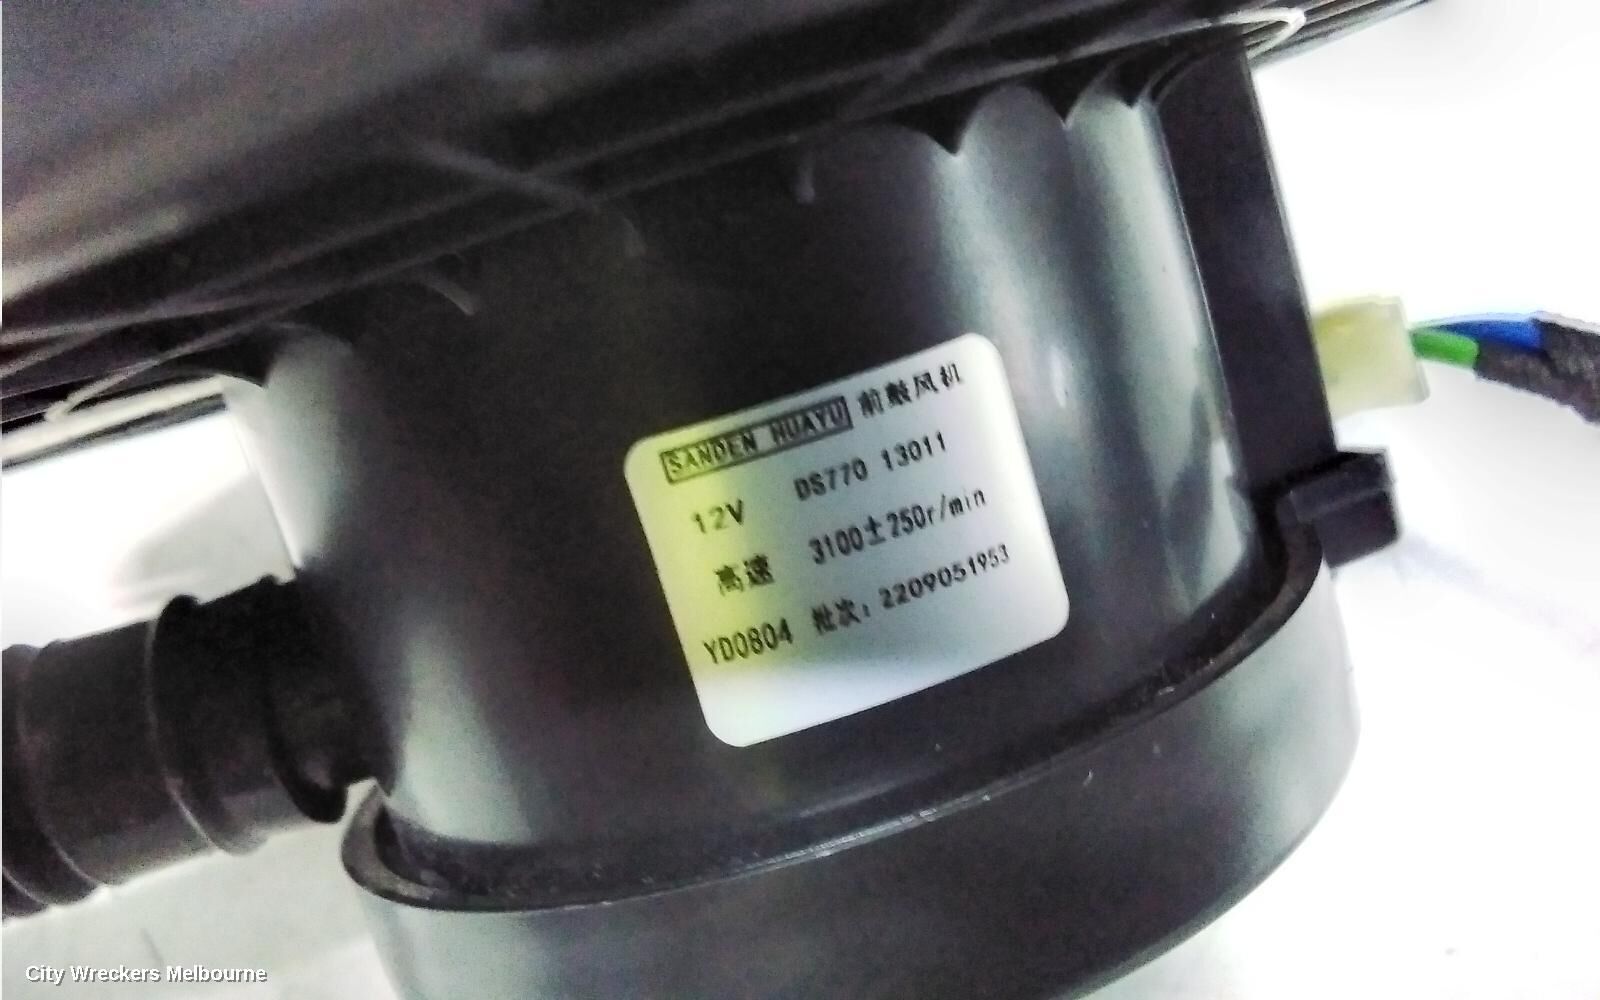 SANDEN HUAYU 前鼓风机
12V DS770 13011
高速 3100±250r/min
YD0804 批次: 2209051953
City Wreckers Melbourne